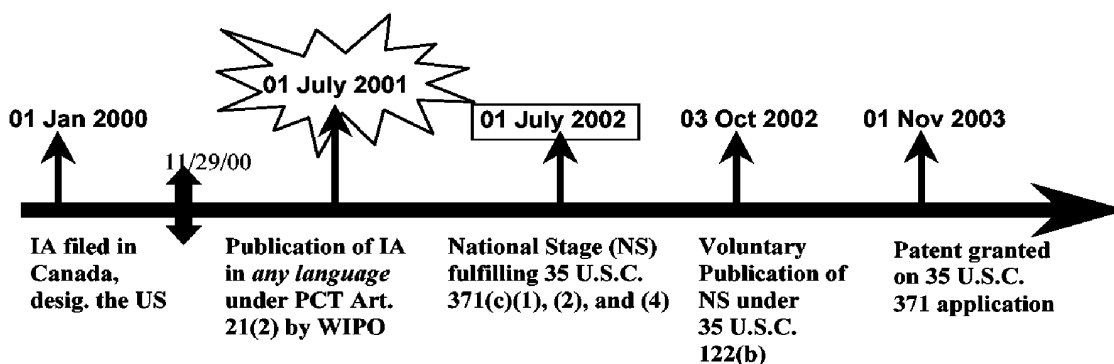 01 July 2001
01 Jan 2000
01 July 2002
03 Oct 2002
01 Nov 2003
11/29/00
IA filed in
Canada,
desig. the US
Publication of IA
in any language
under PCT Art.
21(2) by WIPO
National Stage (NS)
fulfilling 35 U.S.C.
371(c)(1), (2), and (4)
Voluntary
Publication of
NS under
35 U.S.C.
122(b)
Patent granted
on 35 U.S.C.
371 application